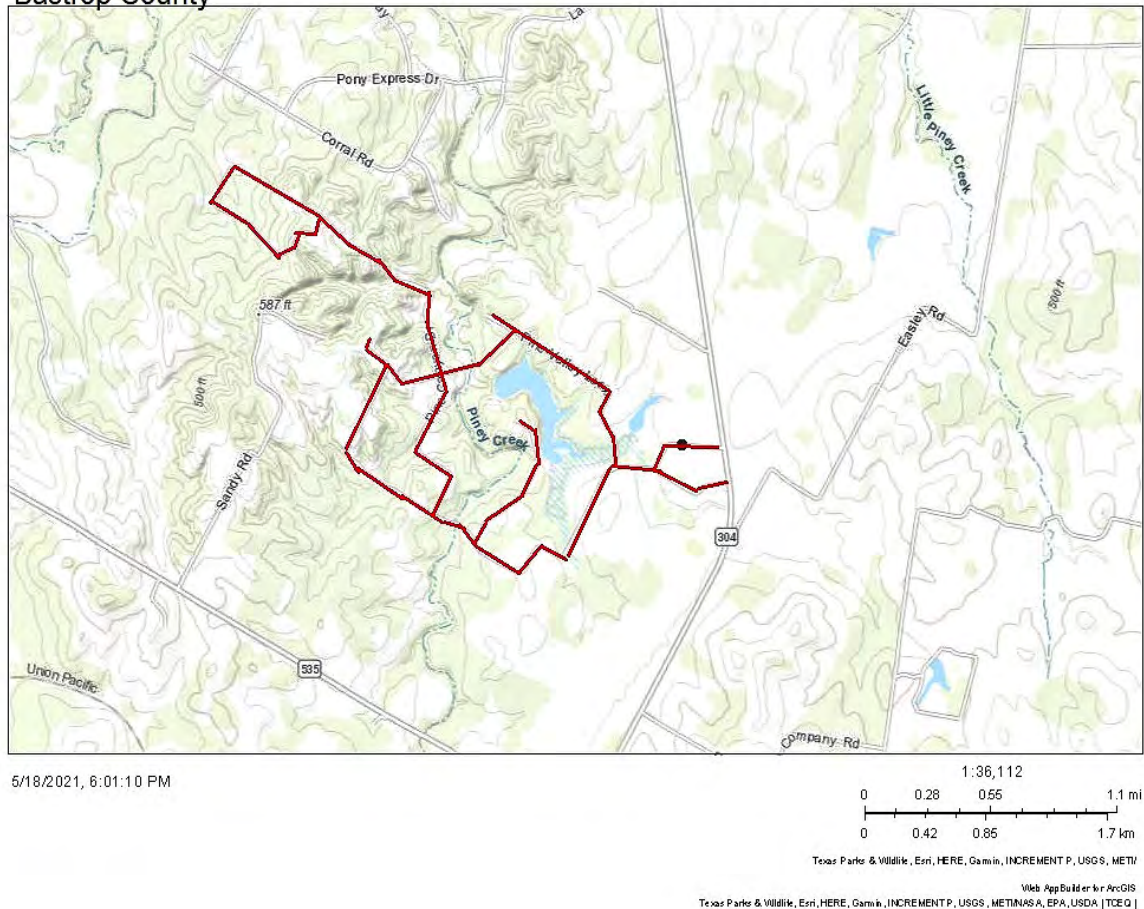 Bastrop County
Pony Express Dr
Corral Rd
Little Piney Creek
587 ft
500 ft
Easley Rd
500 ft
Pine Valley Loop
Piney Creek
Sandy Rd
304
535
Union Pacific
Company Rd
5/18/2021, 6:01:10 PM
1:36,112
0 0.28 0.55 1.1 mi
0 0.42 0.85 1.7 km
Texas Parks & Wildlife, Esri, HERE, Garmin, INCREMENT P, USGS, METI/
Web AppBuilder for ArcGIS
Texas Parks & Wildlife, Esri, HERE, Garmin, INCREMENT P, USGS, METI/NASA, EPA, USDA | TCEQ |